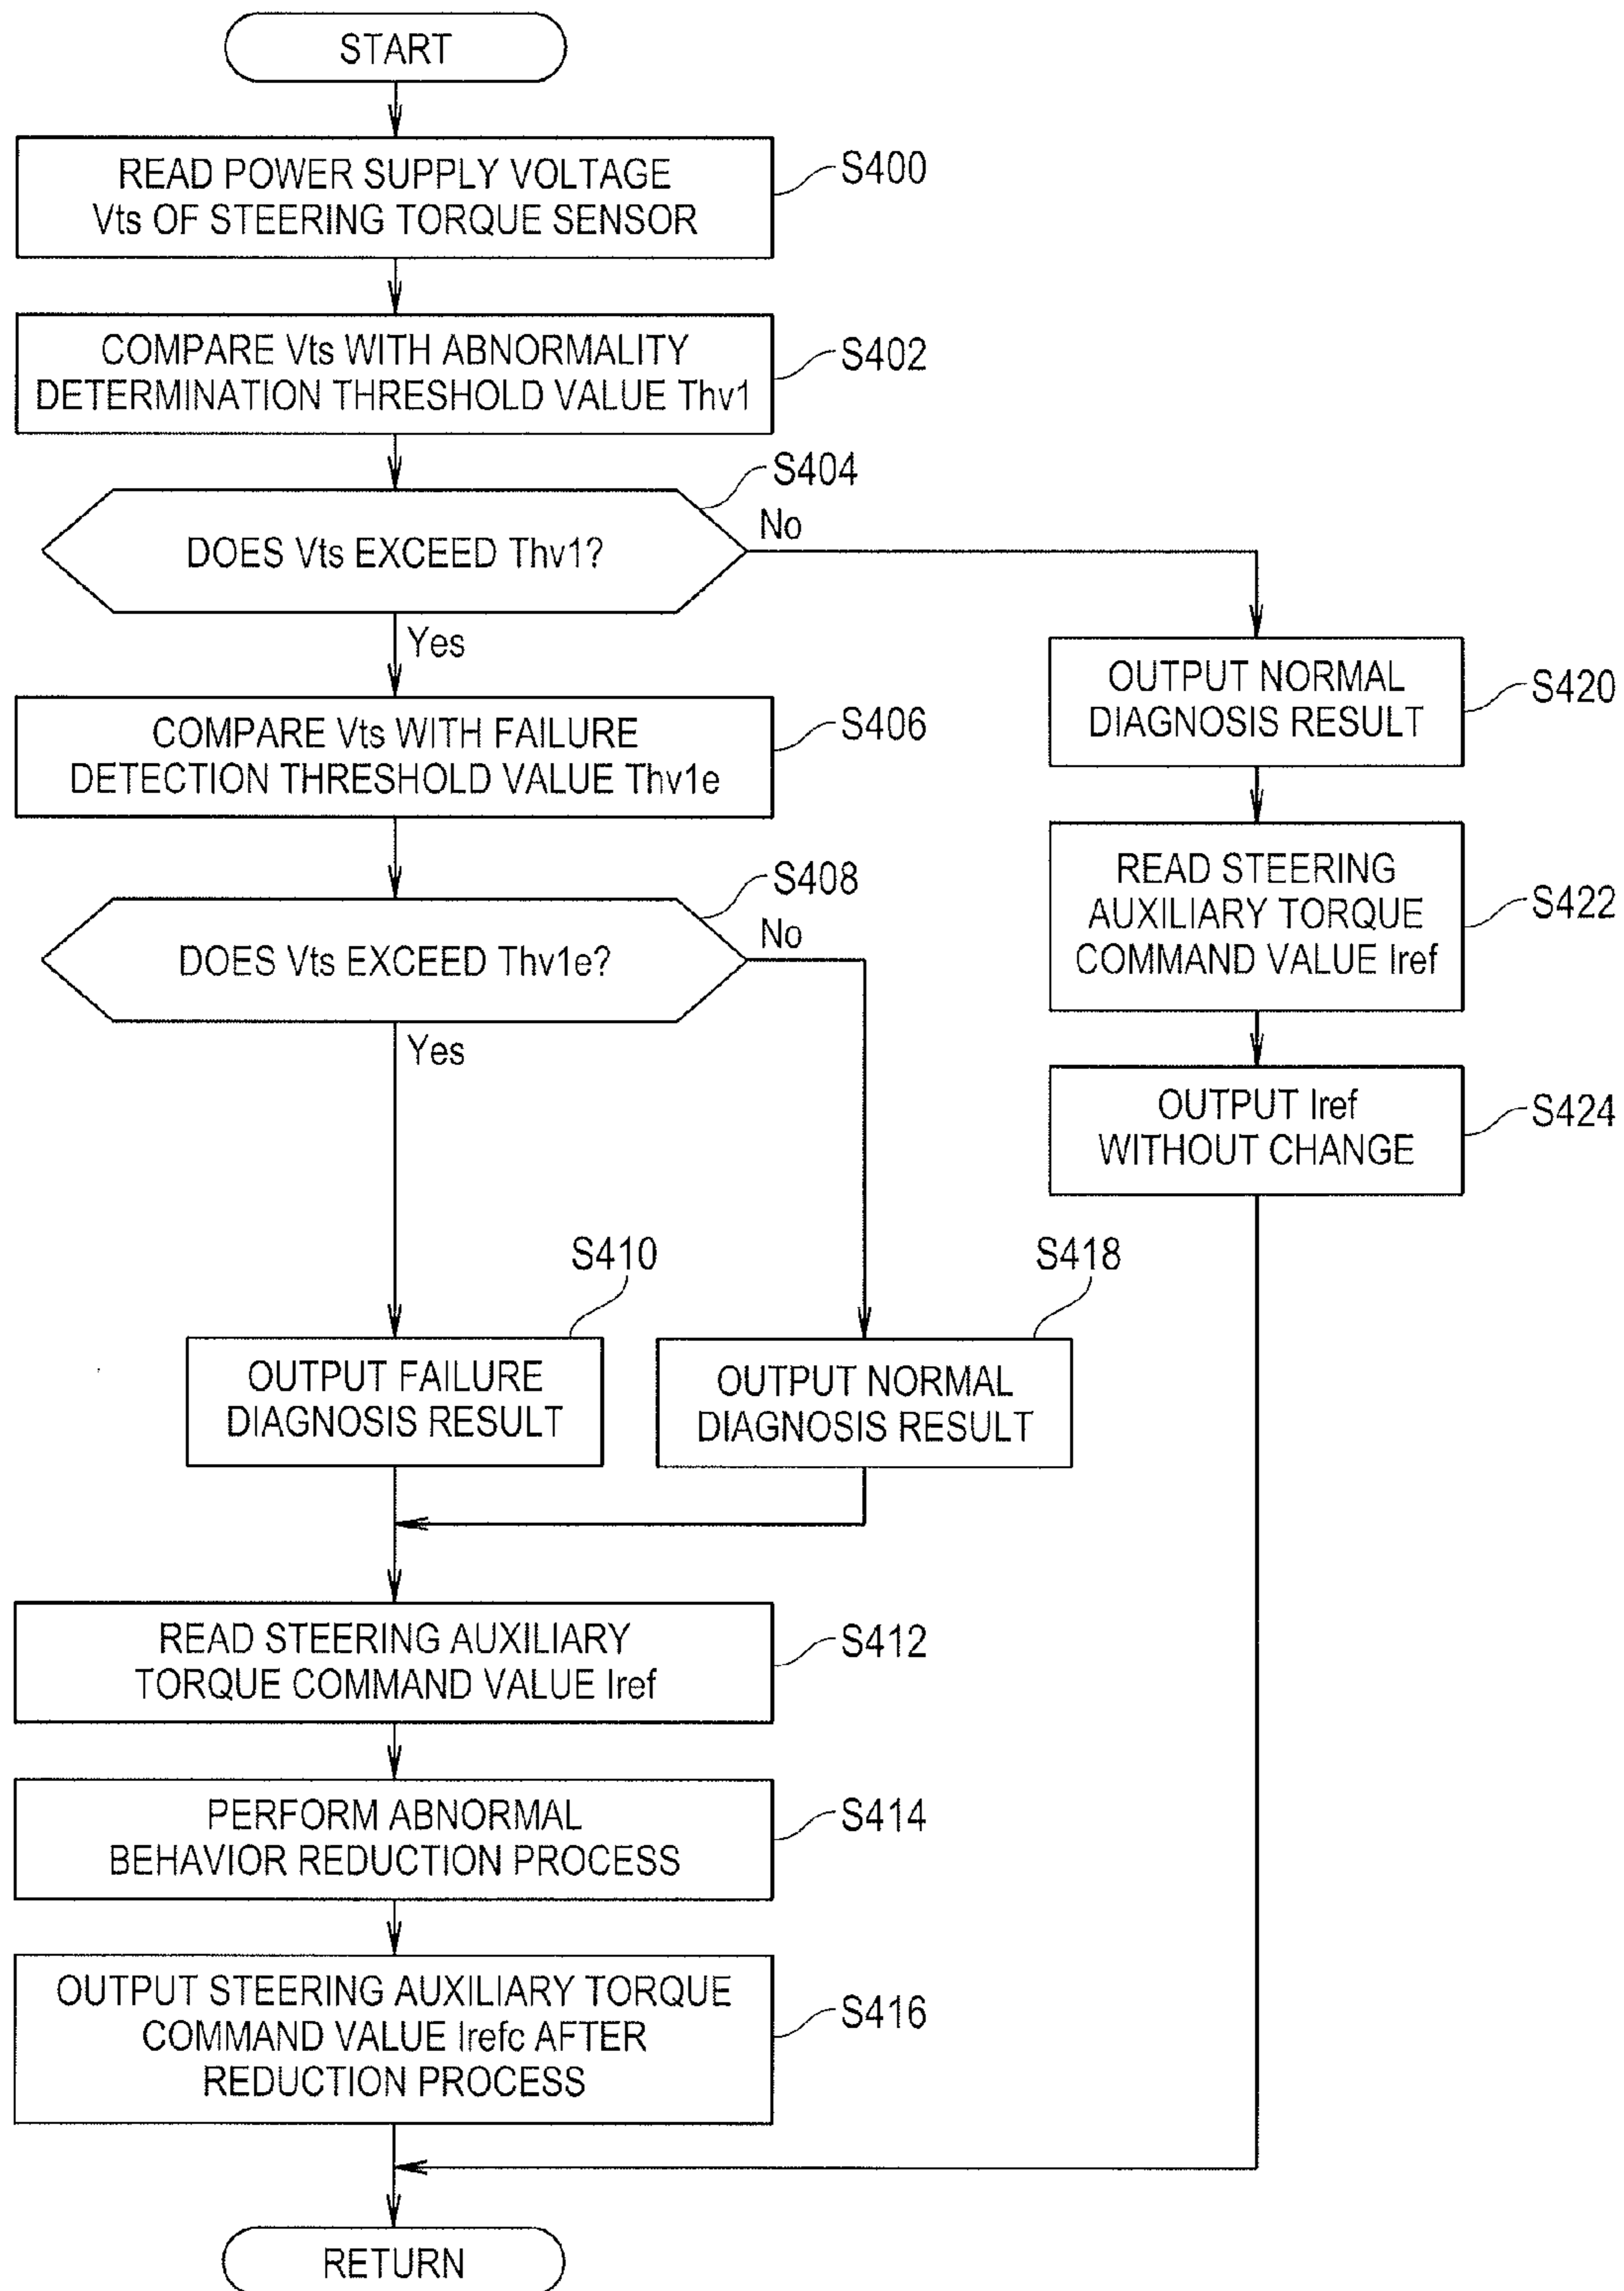 START
READ POWER SUPPLY VOLTAGE
Vts OF STEERING TORQUE SENSOR
S400
COMPARE Vts WITH ABNORMALITY
DETERMINATION THRESHOLD VALUE Thv1
S402
S404
DOES Vts EXCEED Thv1?
No
Yes
COMPARE Vts WITH FAILURE
DETECTION THRESHOLD VALUE Thv1e
S406
OUTPUT NORMAL
DIAGNOSIS RESULT
S420
S408
DOES Vts EXCEED Thv1e?
No
Yes
READ STEERING
AUXILIARY TORQUE
COMMAND VALUE Iref
S422
OUTPUT Iref
WITHOUT CHANGE
S424
S410
OUTPUT FAILURE
DIAGNOSIS RESULT
S418
OUTPUT NORMAL
DIAGNOSIS RESULT
READ STEERING AUXILIARY
TORQUE COMMAND VALUE Iref
S412
PERFORM ABNORMAL
BEHAVIOR REDUCTION PROCESS
S414
OUTPUT STEERING AUXILIARY TORQUE
COMMAND VALUE Irefc AFTER
REDUCTION PROCESS
S416
RETURN